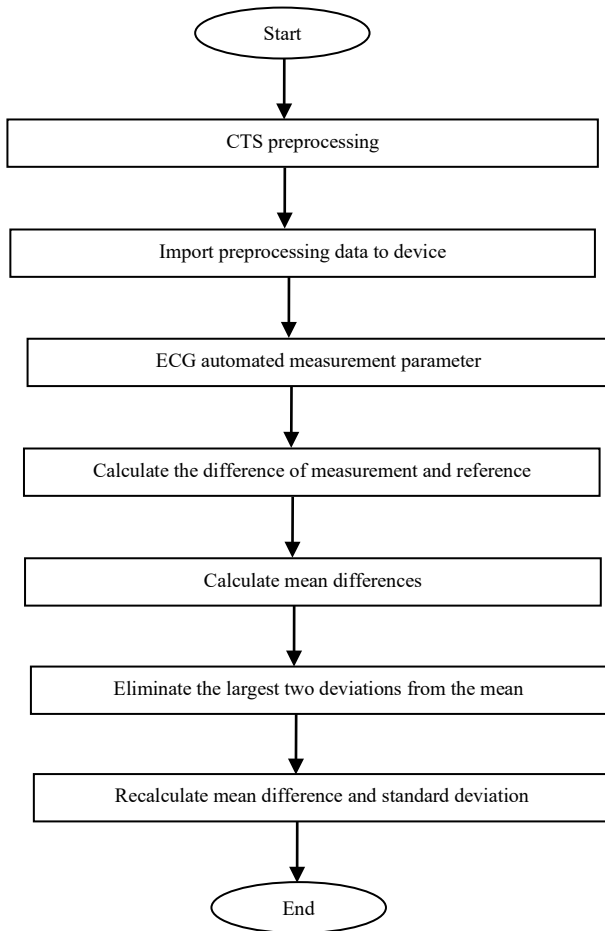 Start
CTS preprocessing
Import preprocessing data to device
ECG automated measurement parameter
Calculate the difference of measurement and reference
Calculate mean differences
Eliminate the largest two deviations from the mean
Recalculate mean difference and standard deviation
End